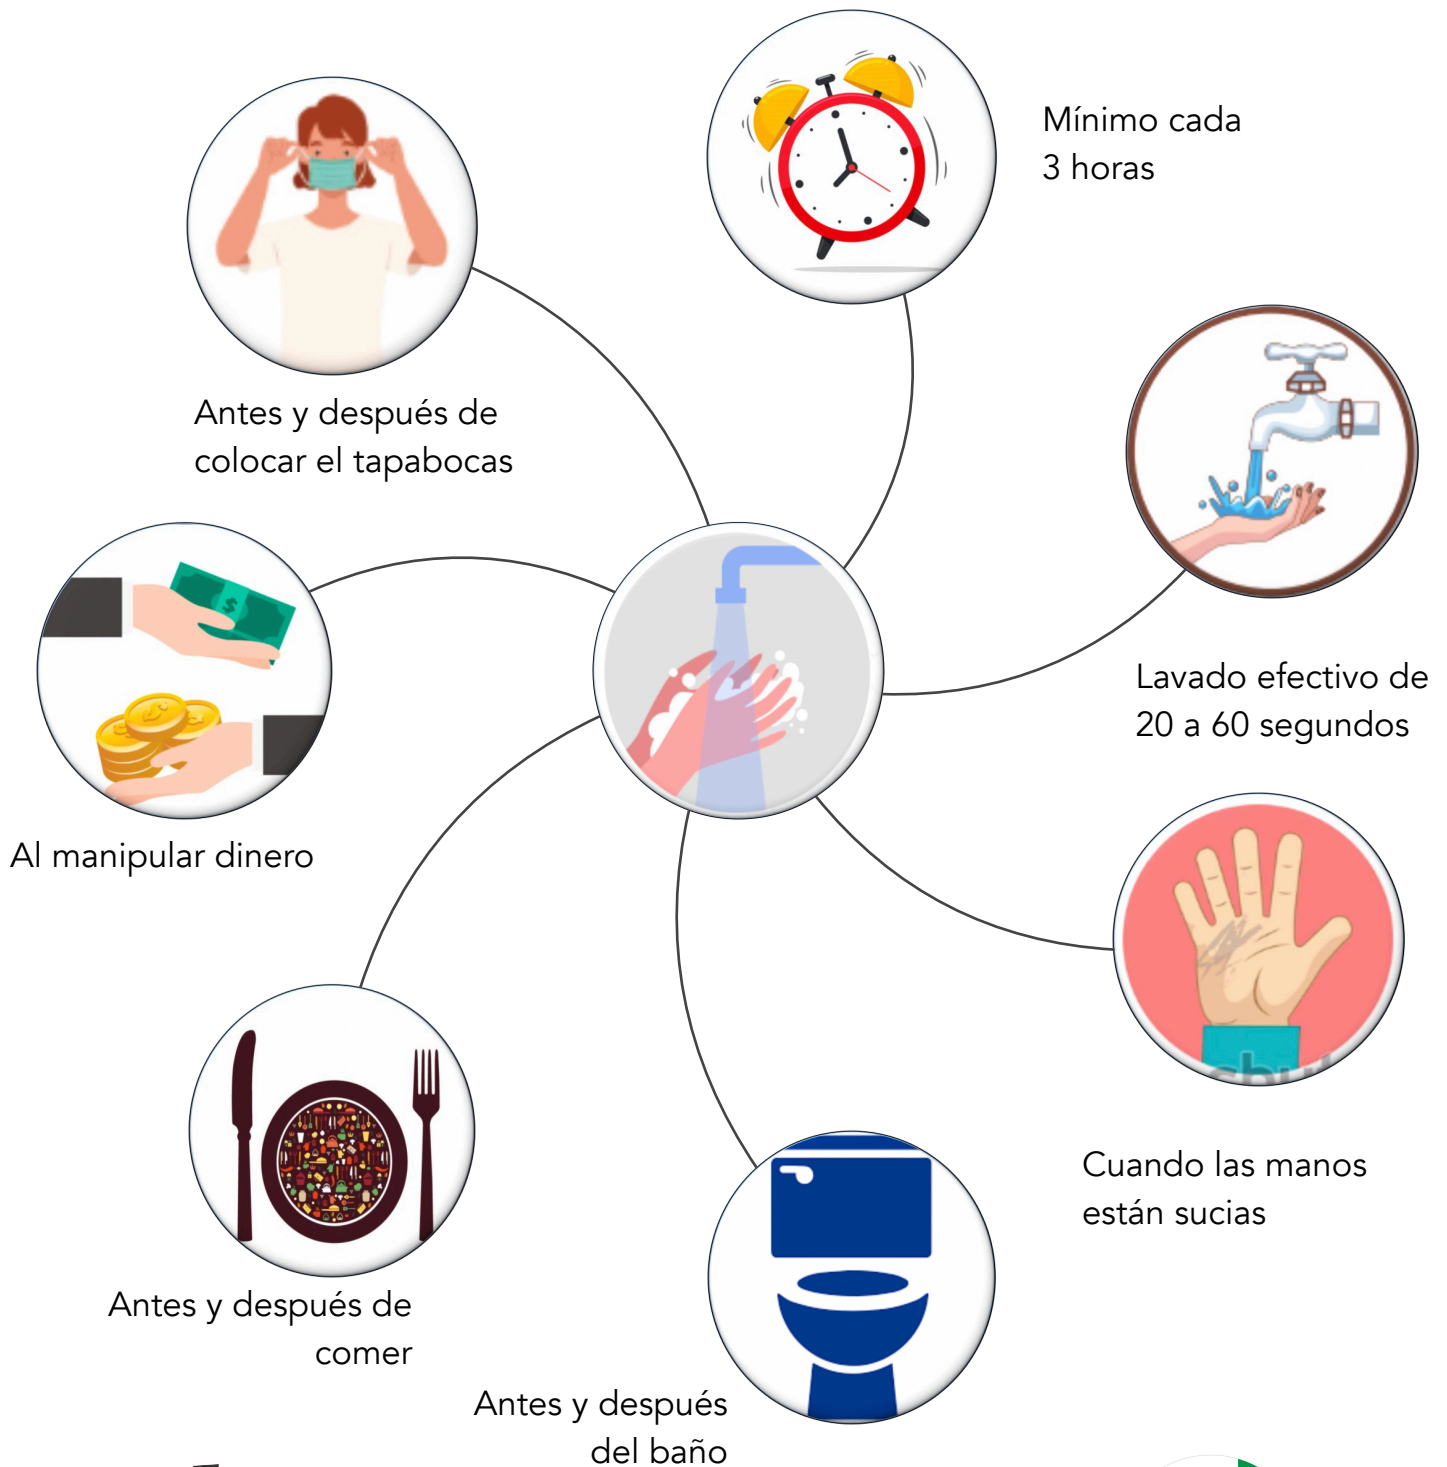 Mínimo cada
3 horas
Antes y después de
colocar el tapabocas
Lavado efectivo de
20 a 60 segundos
Al manipular dinero
Cuando las manos
están sucias
Antes y después de
comer
Antes y después
del baño